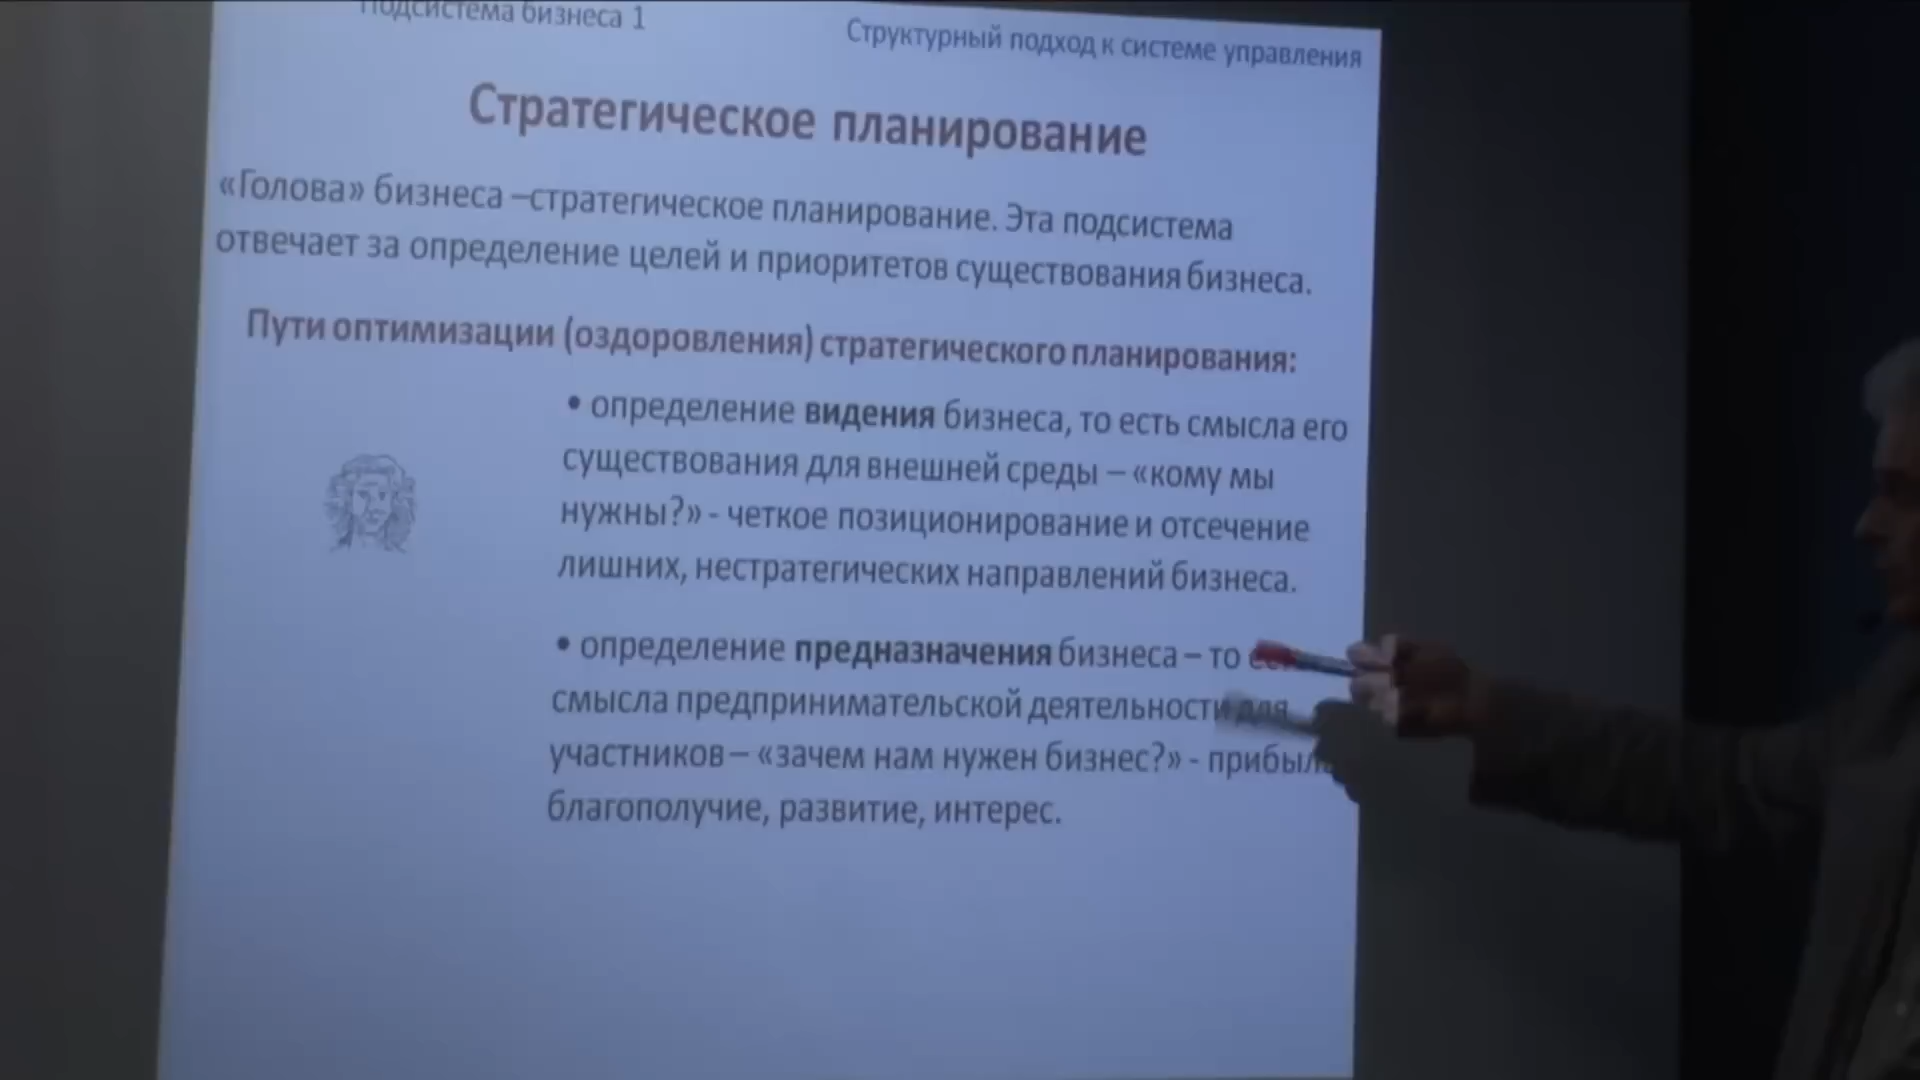 Подсистема бизнеса 1
Структурный подход к системе управления
Стратегическое планирование
«Голова» бизнеса –стратегическое планирование. Эта подсистема
отвечает за определение целей и приоритетов существования бизнеса.
Пути оптимизации (оздоровления) стратегического планирования:
• определение видения бизнеса, то есть смысла его
существования для внешней среды – «кому мы
нужны?» - четкое позиционирование и отсечение
лишних, нестратегических направлений бизнеса.
• определение предназначения бизнеса – то
смысла предпринимательской деятельности для
участников – «зачем нам нужен бизнес?» - прибыль
благополучие, развитие, интерес.